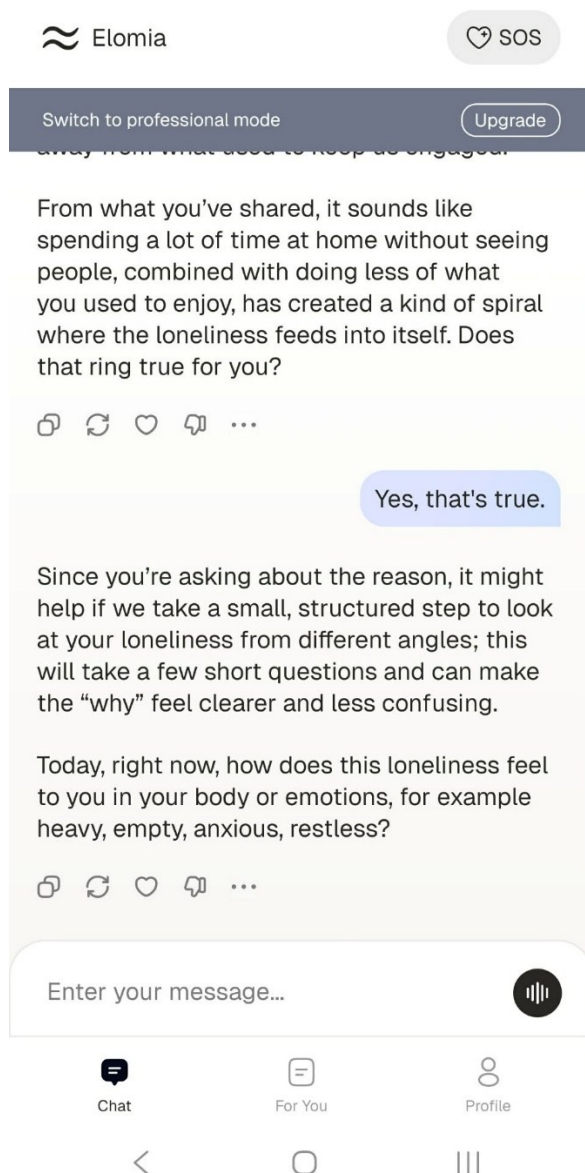 Elomia
SOS
Switch to professional mode
Upgrade
From what you’ve shared, it sounds like
spending a lot of time at home without seeing
people, combined with doing less of what
you used to enjoy, has created a kind of spiral
where the loneliness feeds into itself. Does
that ring true for you?
Yes, that's true.
Since you’re asking about the reason, it might
help if we take a small, structured step to look
at your loneliness from different angles; this
will take a few short questions and can make
the “why” feel clearer and less confusing.
Today, right now, how does this loneliness feel
to you in your body or emotions, for example
heavy, empty, anxious, restless?
Enter your message...
Chat
For You
Profile